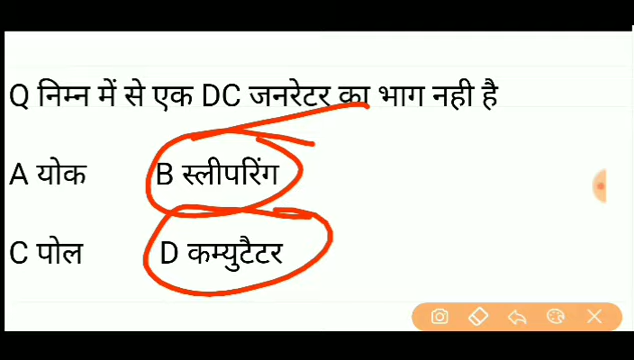 Q निम्न में से एक DC जनरेटर का भाग नही है
A योक B स्लीपरिंग
C पोल D कम्युटैटर